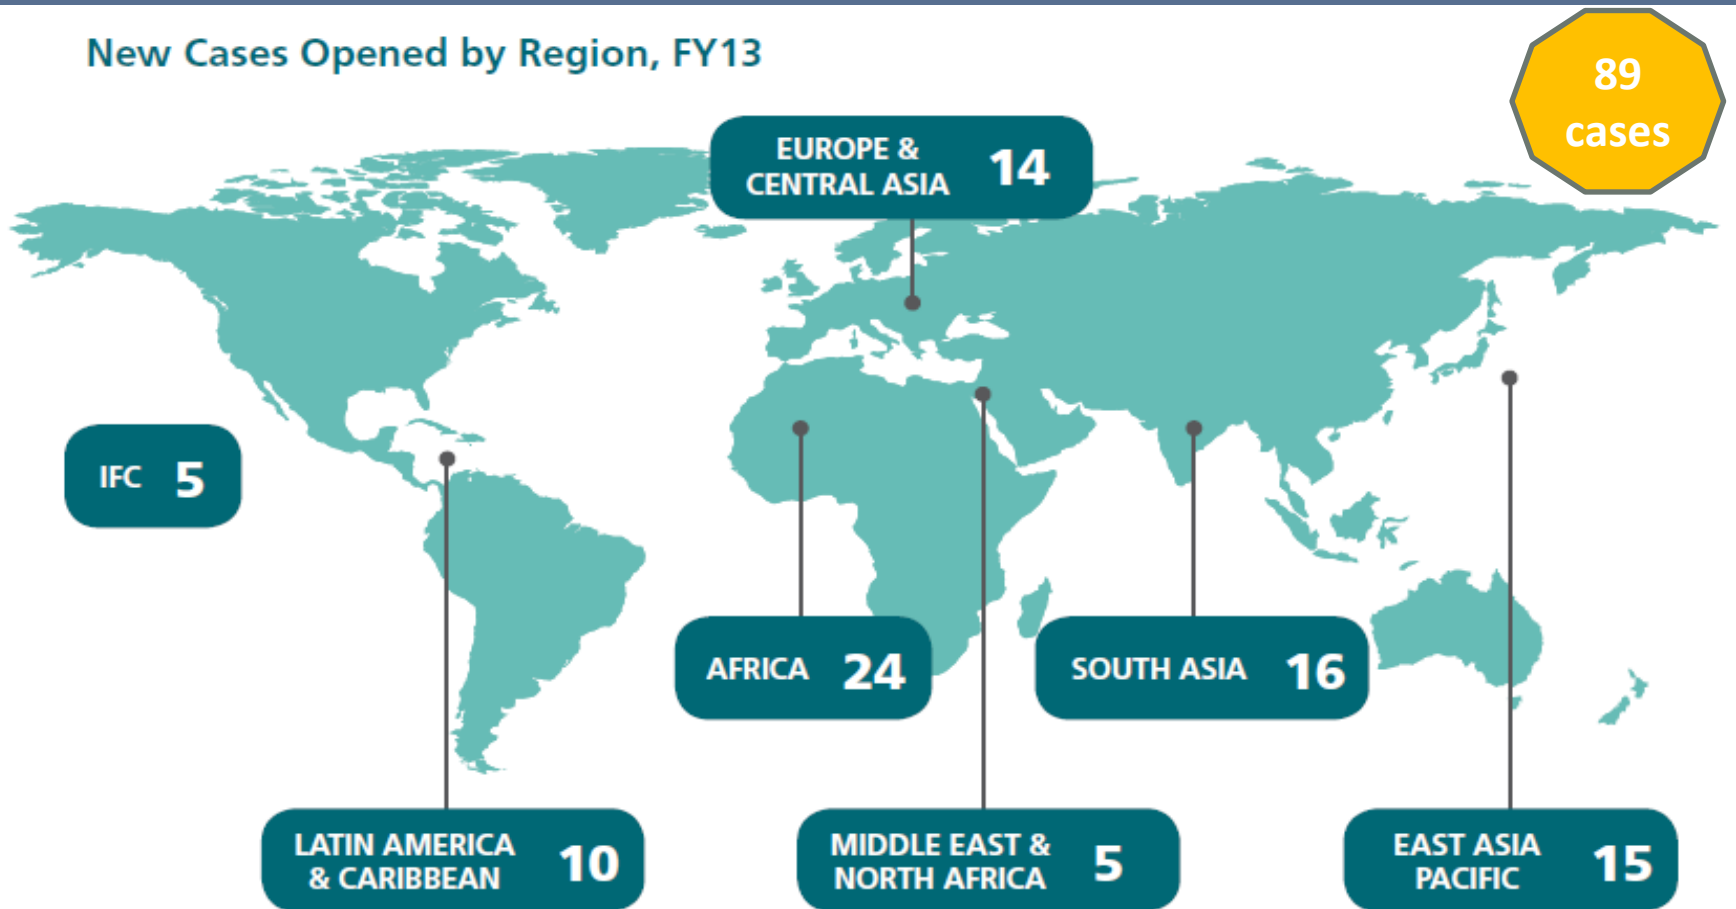 New Cases Opened by Region, FY13
89
cases
EUROPE &
CENTRAL ASIA 14
IFC 5
AFRICA 24
SOUTH ASIA 16
LATIN AMERICA
& CARIBBEAN 10
MIDDLE EAST &
NORTH AFRICA 5
EAST ASIA
PACIFIC 15